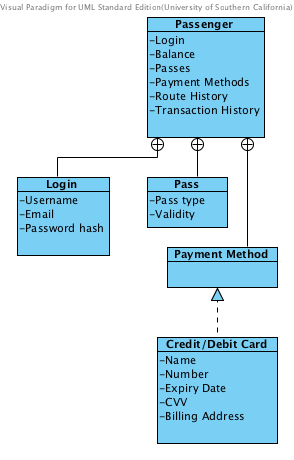 Visual Paradigm for UML Standard Edition(University of Southern California)
Passenger
-Login
-Balance
-Passes
-Payment Methods
-Route History
-Transaction History
Login
-Username
-Email
-Password hash
Pass
-Pass type
-Validity
Payment Method
Credit/Debit Card
-Name
-Number
-Expiry Date
-CVV
-Billing Address